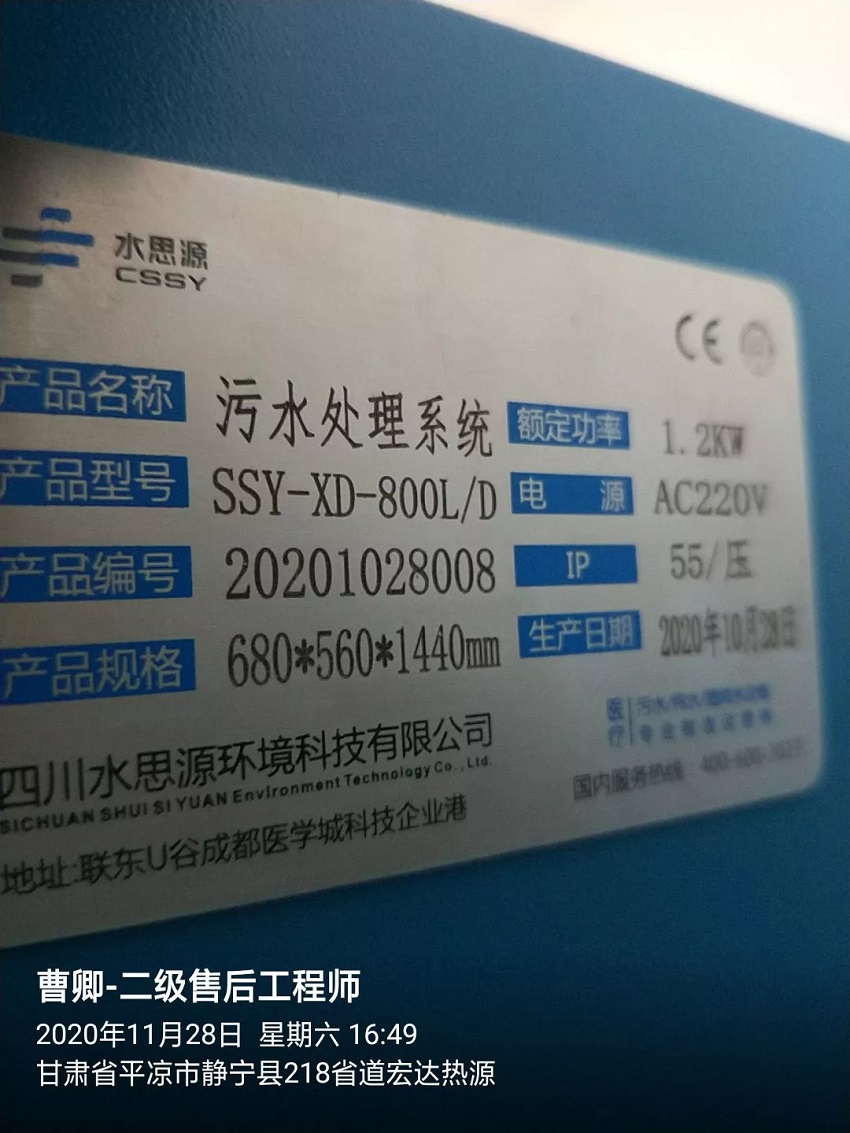 水思源
CSSY
CE
产品名称 污水处理系统 额定功率 1.2KW
产品型号 SSY-XD-800L/D 电 源 AC220V
产品编号 20201028008 IP 55/压
产品规格 680*560*1440mm 生产日期 2020年10月28日
医疗
四川水思源环境科技有限公司
SICHUAN SHUI SI YUAN Environment Technology Co., Ltd.
国内服务热线 400-600-
地址:联东U谷成都医学城科技企业港
曹卿-二级售后工程师
2020年11月28日 星期六 16:49
甘肃省平凉市静宁县218省道宏达热源